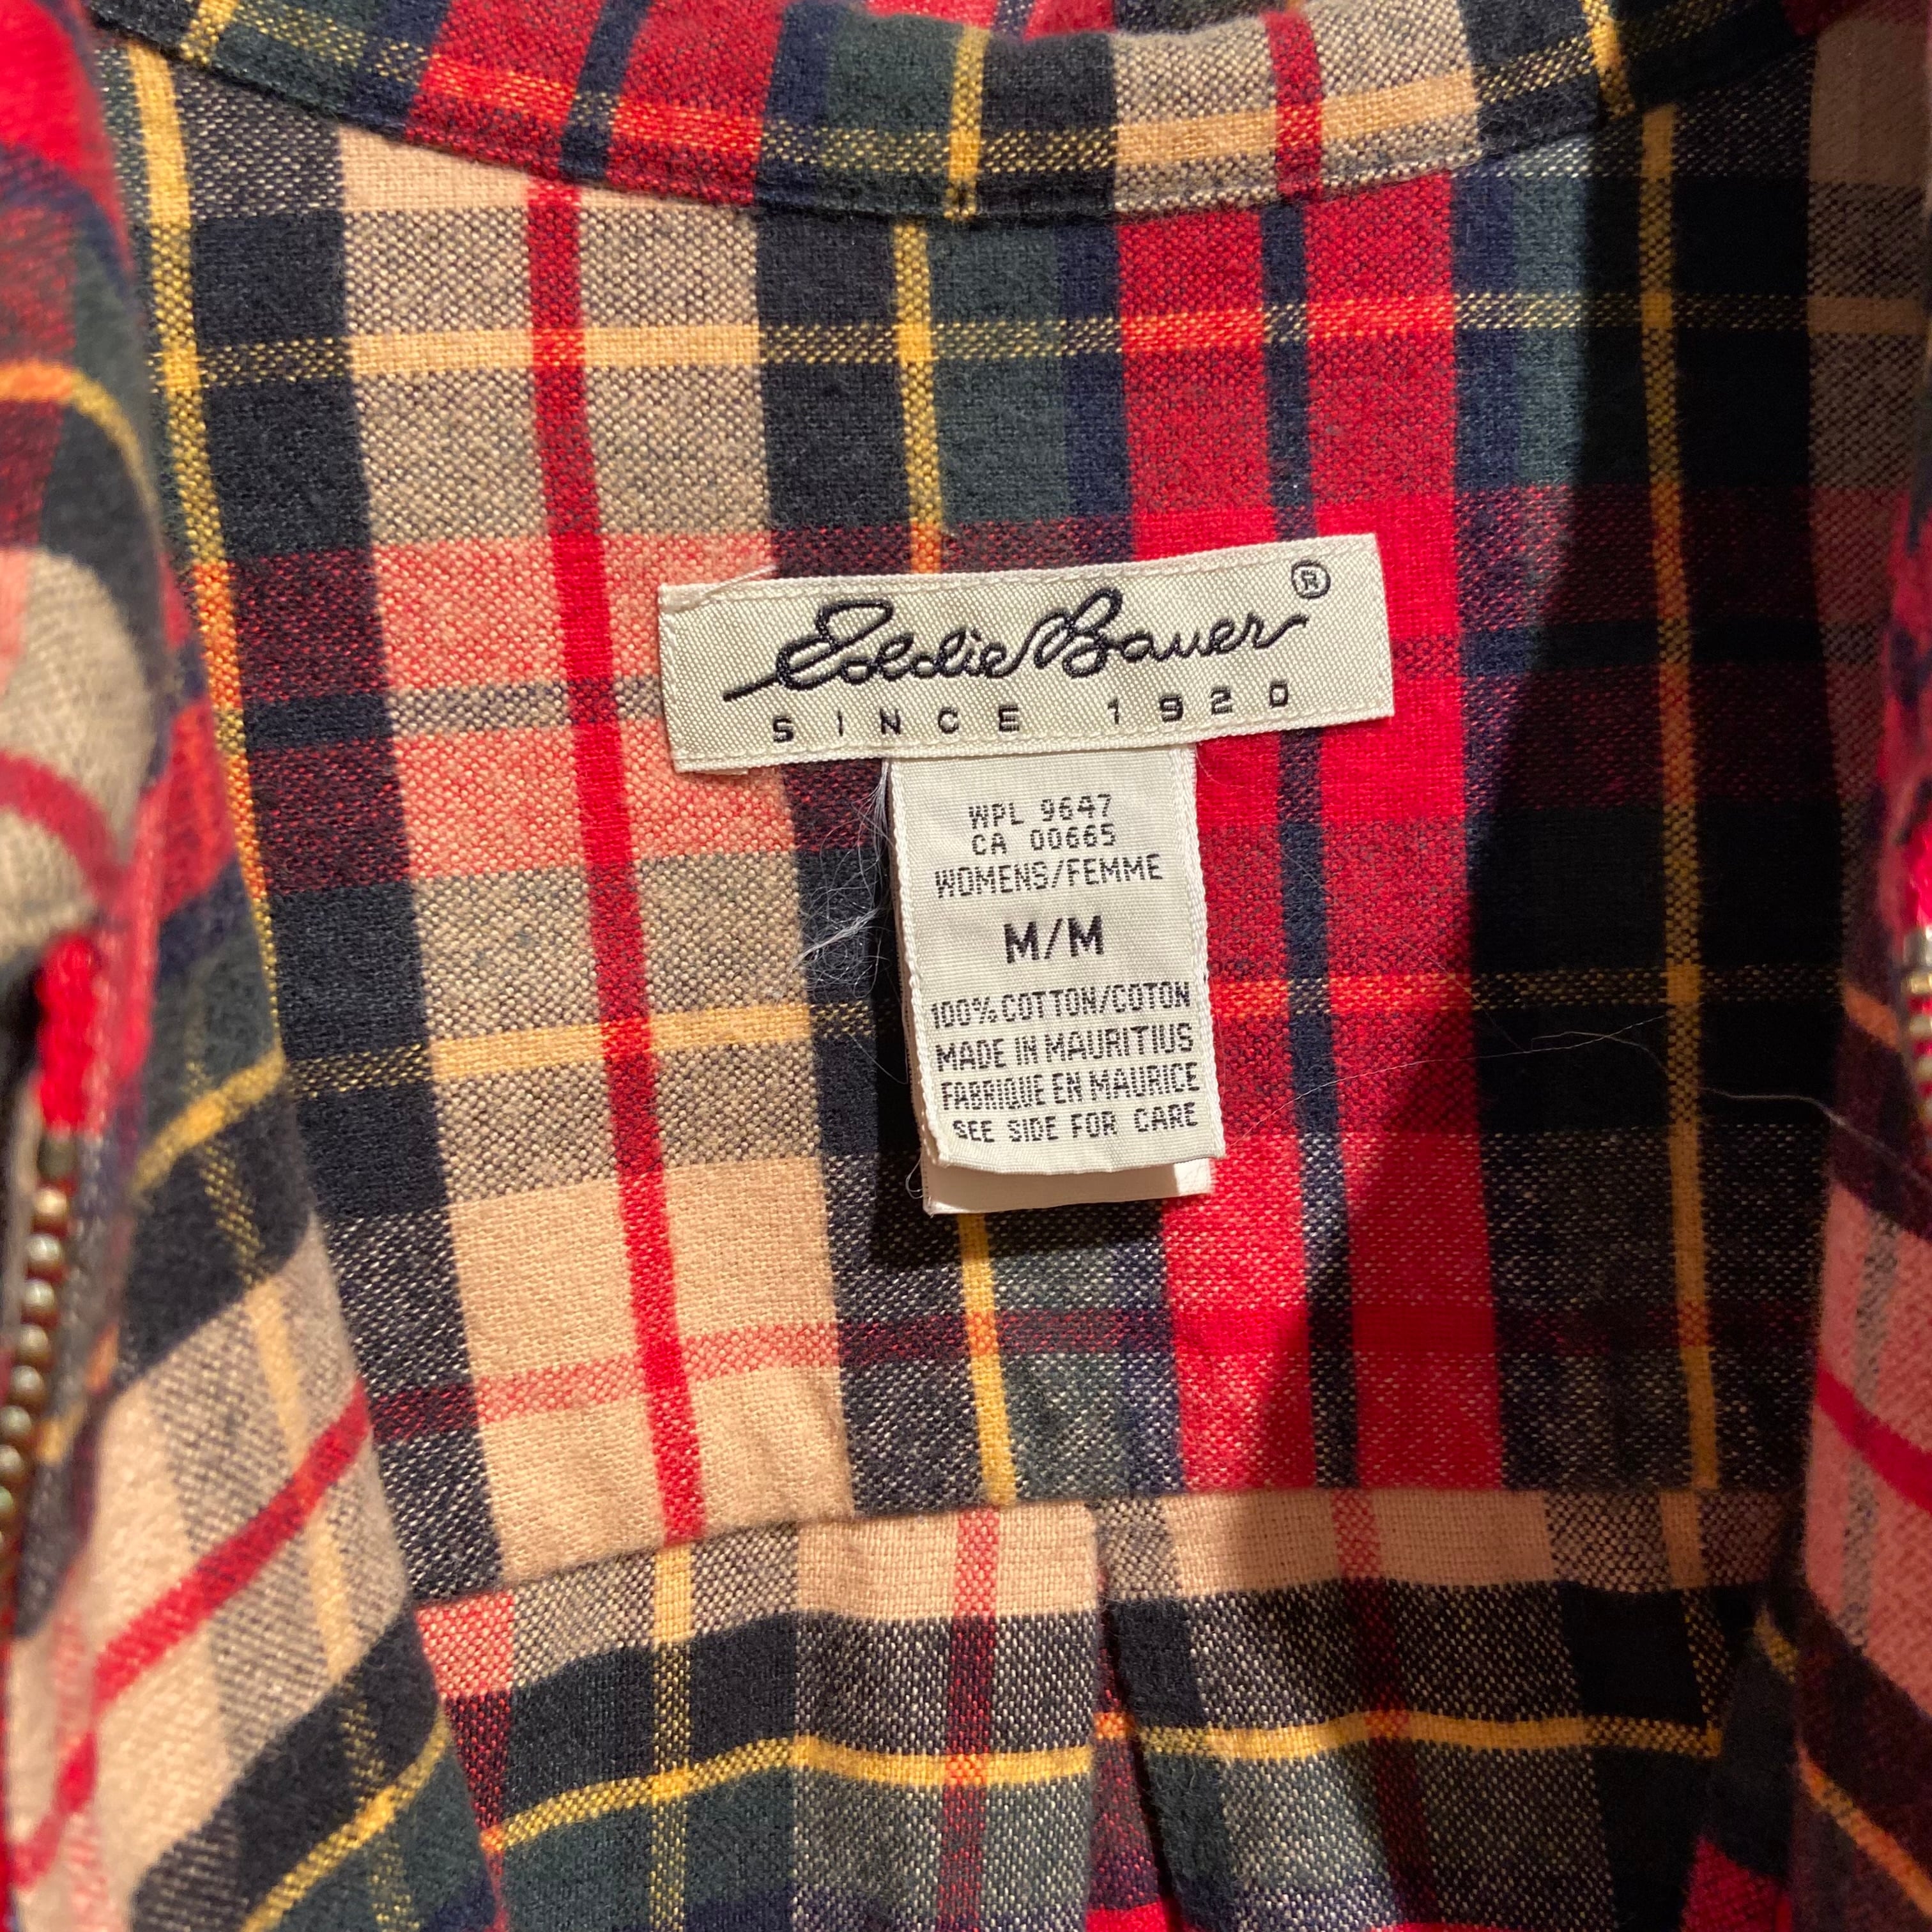 Eddie Bauer®
SINCE 1920
WPL 9647
CA 00665
WOMENS/FEMME
M/M
100% COTTON/COTON
MADE IN MAURITIUS
FABRIQUE EN MAURICE
SEE SIDE FOR CARE